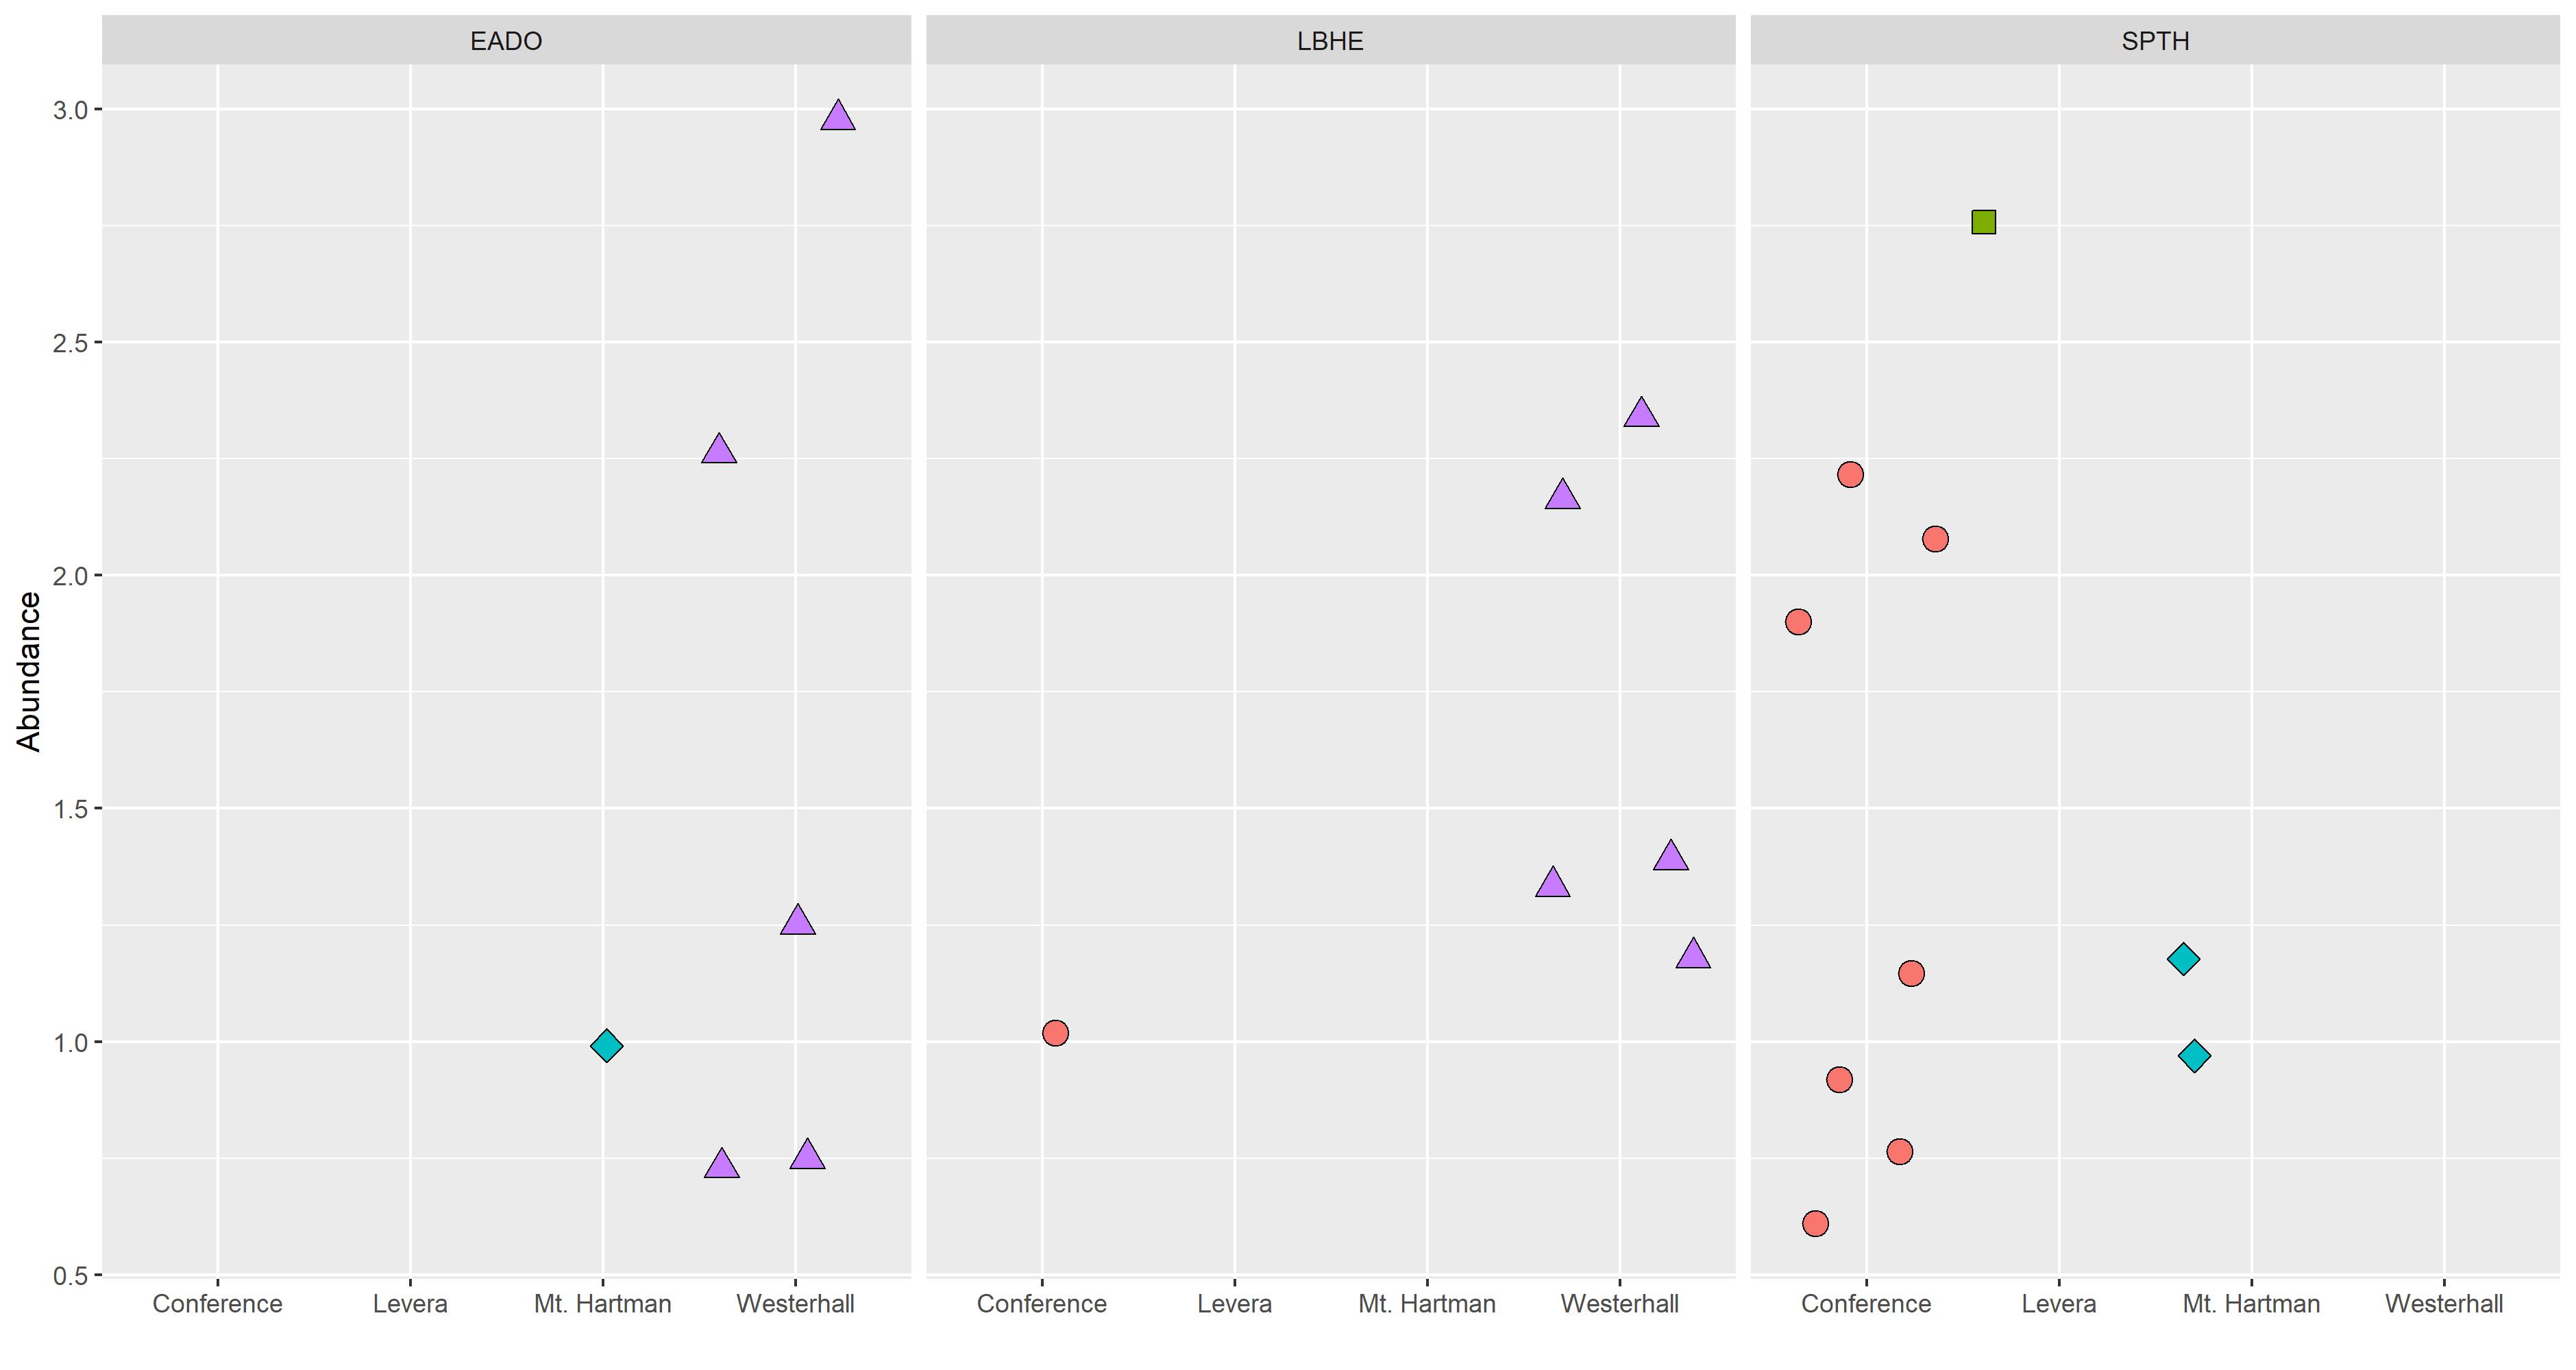 EADO LBHE SPTH
3.0
2.5
2.0
1.5
1.0
0.5
Abundance
Conference Levera Mt. Hartman Westerhall Conference Levera Mt. Hartman Westerhall Conference Levera Mt. Hartman Westerhall